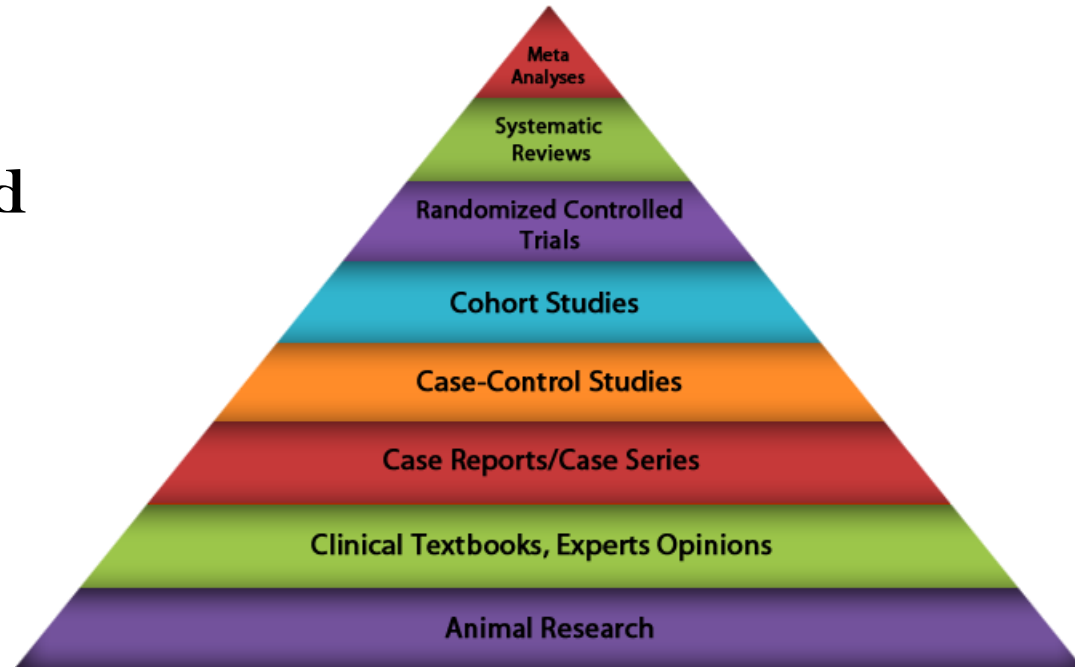 Meta
Analyses
Systematic
Reviews
d
Randomized Controlled
Trials
Cohort Studies
Case-Control Studies
Case Reports/Case Series
Clinical Textbooks, Experts Opinions
Animal Research